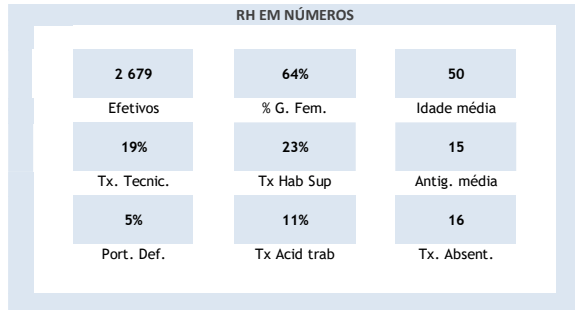 RH EM NÚMEROS
2 679 64% 50
Efetivos % G. Fem. Idade média
19% 23% 15
Tx. Tecnic. Tx Hab Sup Antig. média
5% 11% 16
Port. Def. Tx Acid trab Tx. Absent.